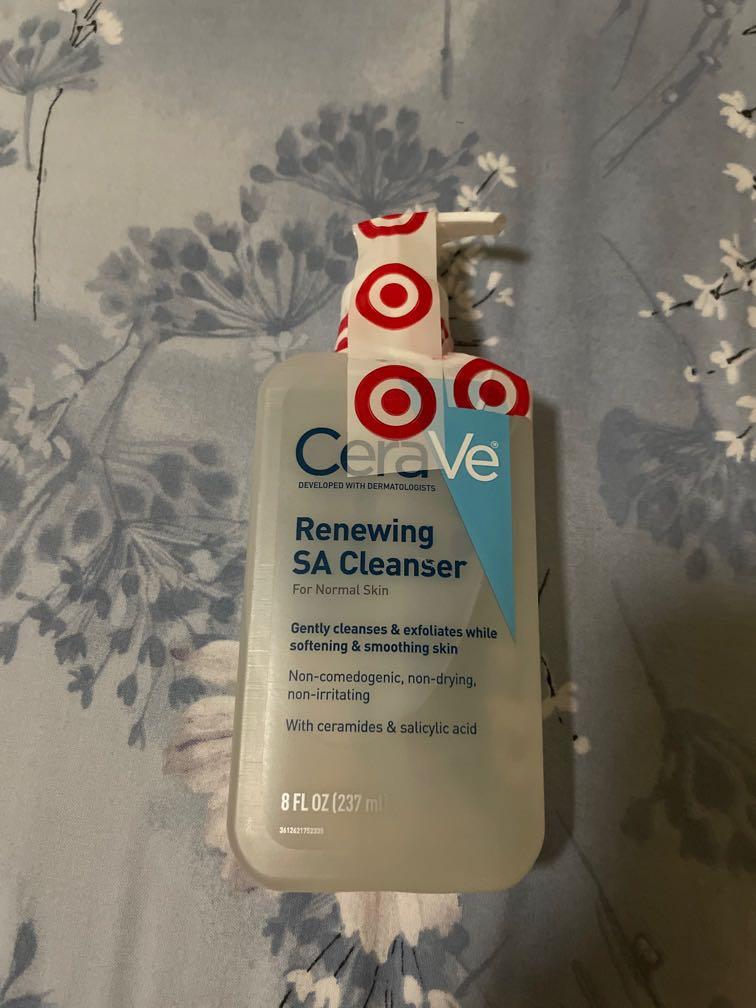 CeraVe®
DEVELOPED WITH DERMATOLOGISTS
Renewing
SA Cleanser
For Normal Skin
Gently cleanses & exfoliates while
softening & smoothing skin
Non-comedogenic, non-drying,
non-irritating
With ceramides & salicylic acid
8 FL OZ (237 ml)